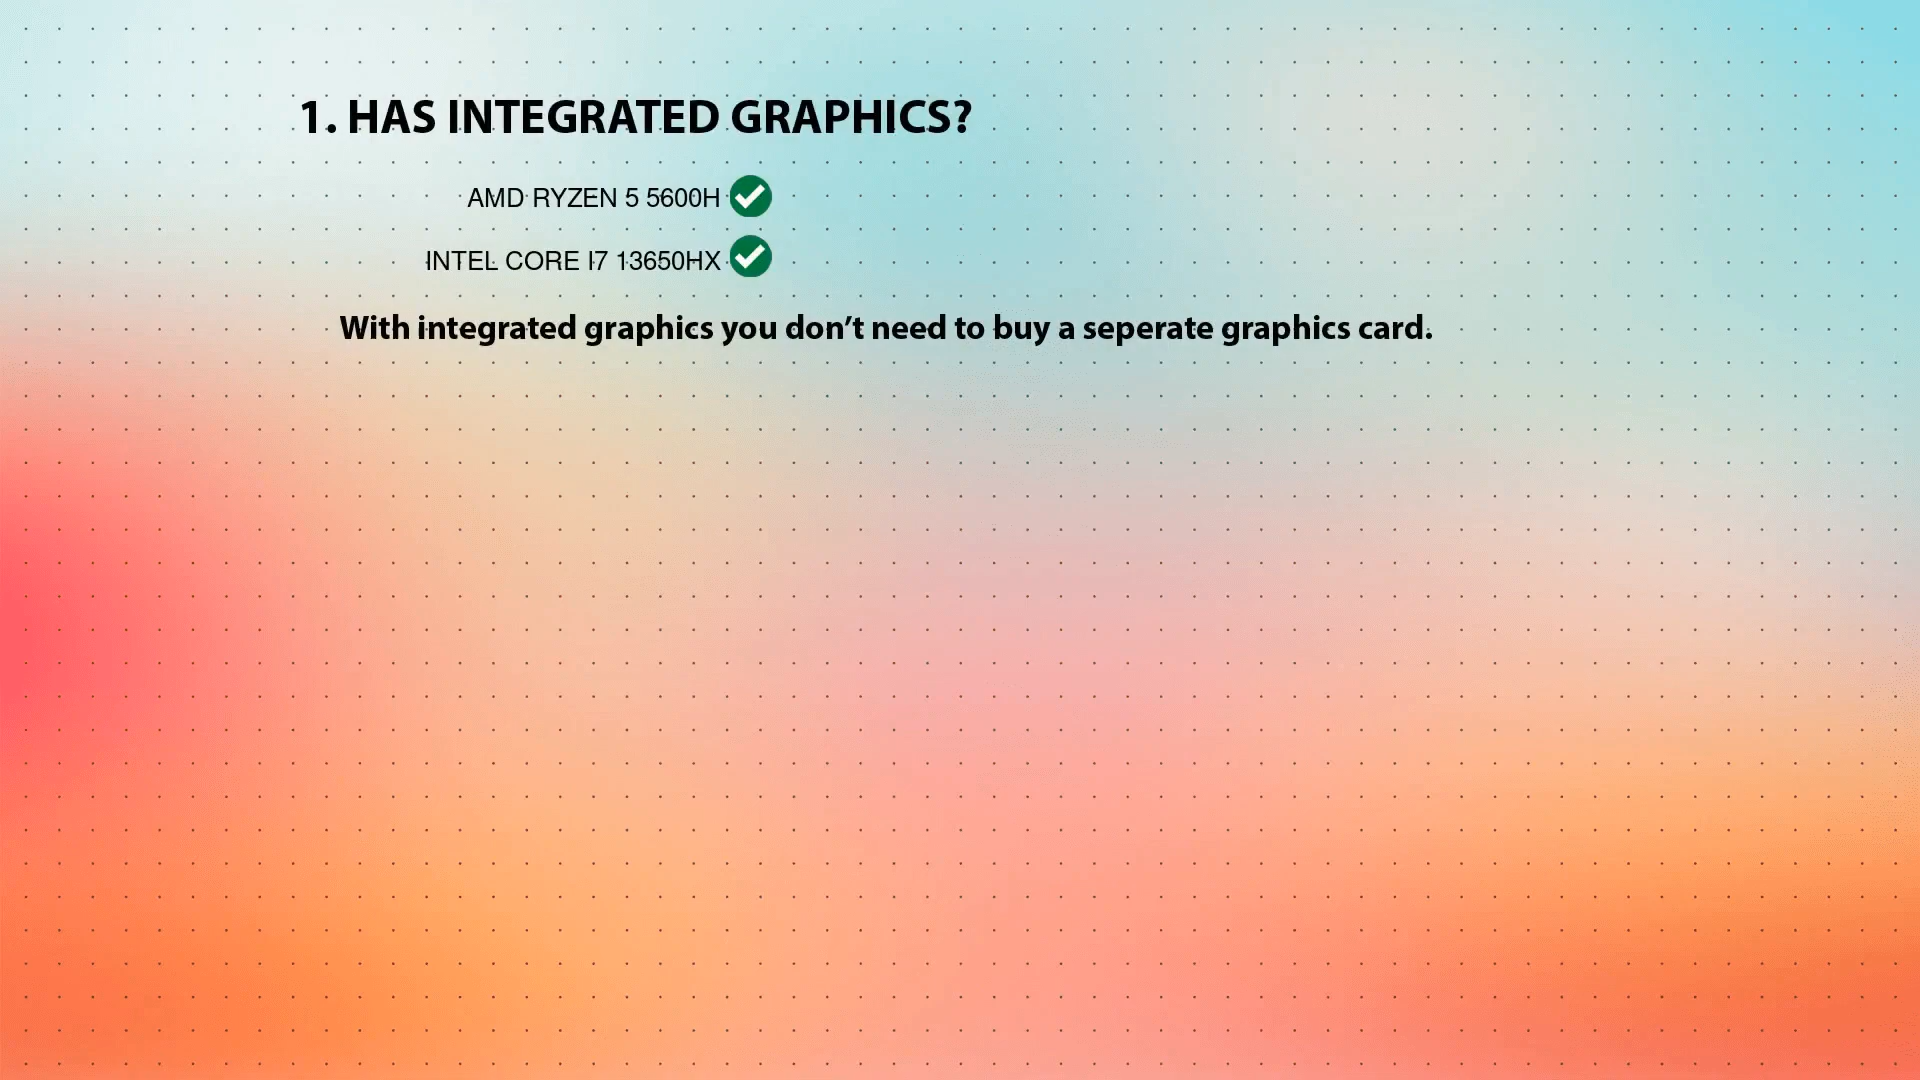 1. HAS INTEGRATED GRAPHICS?
AMD RYZEN 5 5600H
INTEL CORE I7 13650HX
With integrated graphics you don’t need to buy a seperate graphics card.